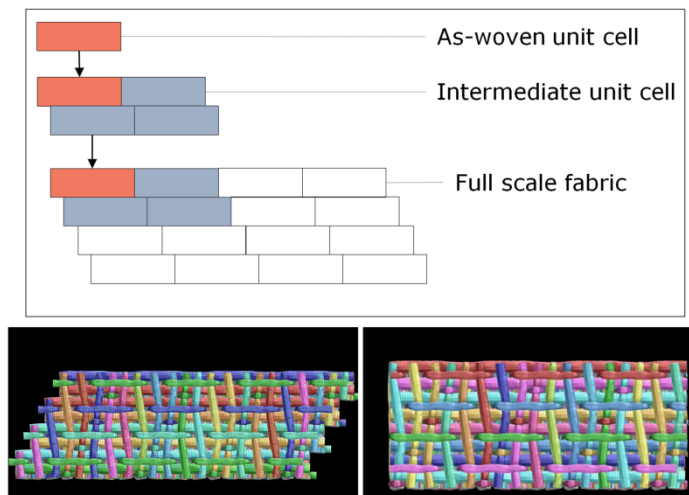 As-woven unit cell
Intermediate unit cell
Full scale fabric